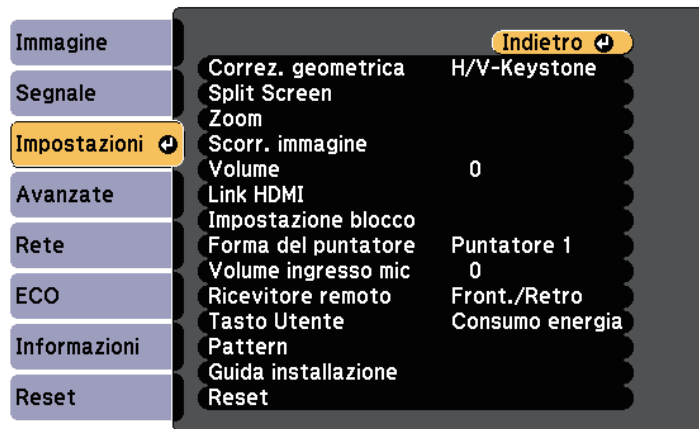 Immagine
Segnale
Impostazioni
Avanzate
Rete
ECO
Informazioni
Reset
Indietro
Correz. geometrica H/V-Keystone
Split Screen
Zoom
Scorr. immagine
Volume 0
Link HDMI
Impostazione blocco
Forma del puntatore Puntatore 1
Volume ingresso mic 0
Ricevitore remoto Front./Retro
Tasto Utente Consumo energia
Pattern
Guida installazione
Reset